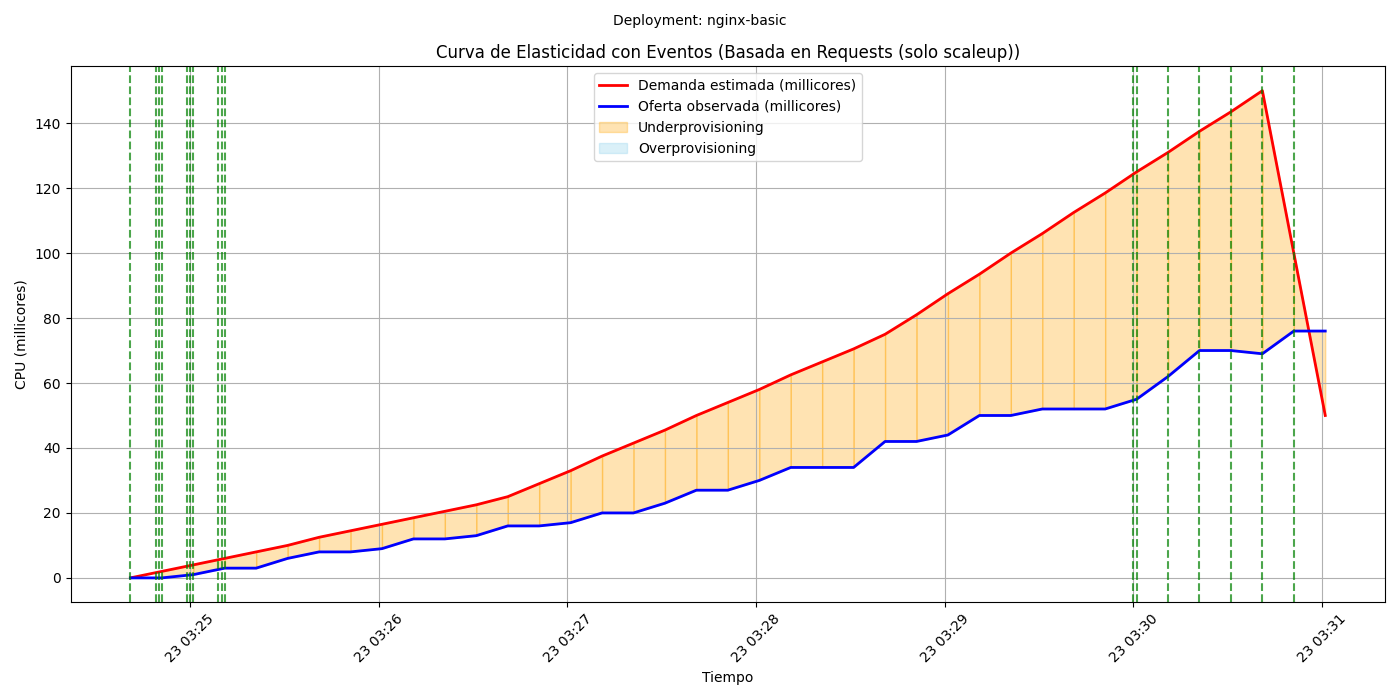 Deployment: nginx-basic
Curva de Elasticidad con Eventos (Basada en Requests (solo scaleup))
Demanda estimada (millicores)
Oferta observada (millicores)
Underprovisioning
Overprovisioning
CPU (millicores)
140
120
100
80
60
40
20
0
23 03:25
23 03:26
23 03:27
23 03:28
23 03:29
23 03:30
23 03:31
Tiempo